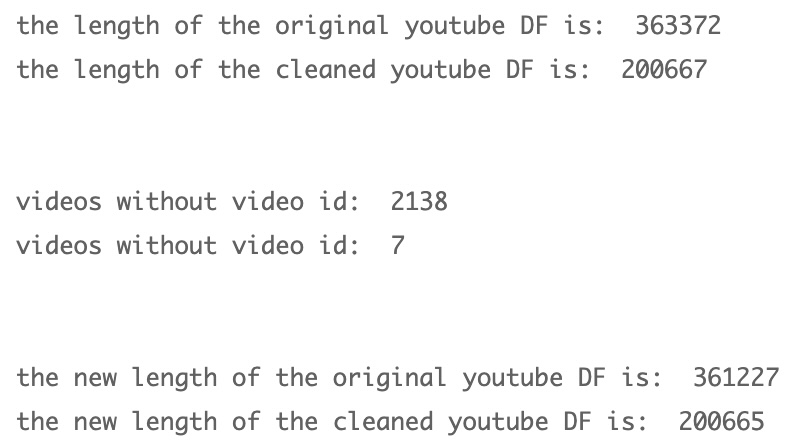 the length of the original youtube DF is:  363372
the length of the cleaned youtube DF is:  200667
videos without video id:  2138
videos without video id:  7
the new length of the original youtube DF is:  361227
the new length of the cleaned youtube DF is:  200665